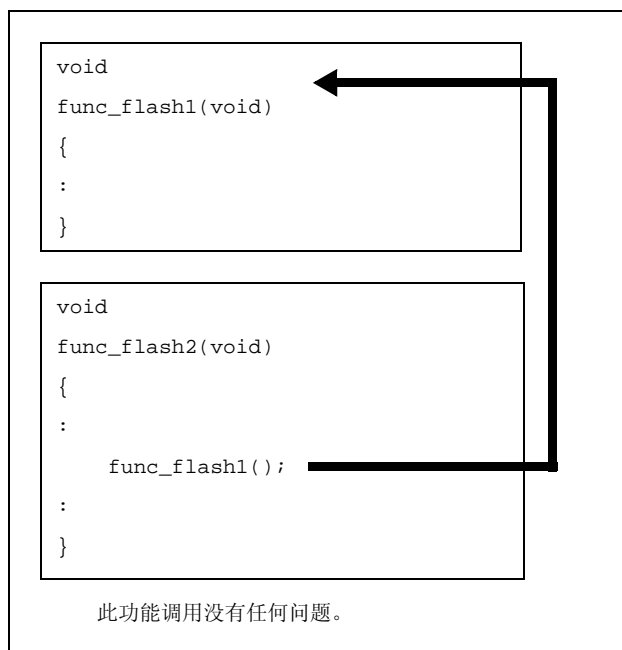 void
func_flash1(void)
{
:
}
void
func_flash2(void)
{
:
func_flash1();
:
}
此功能调用没有任何问题。